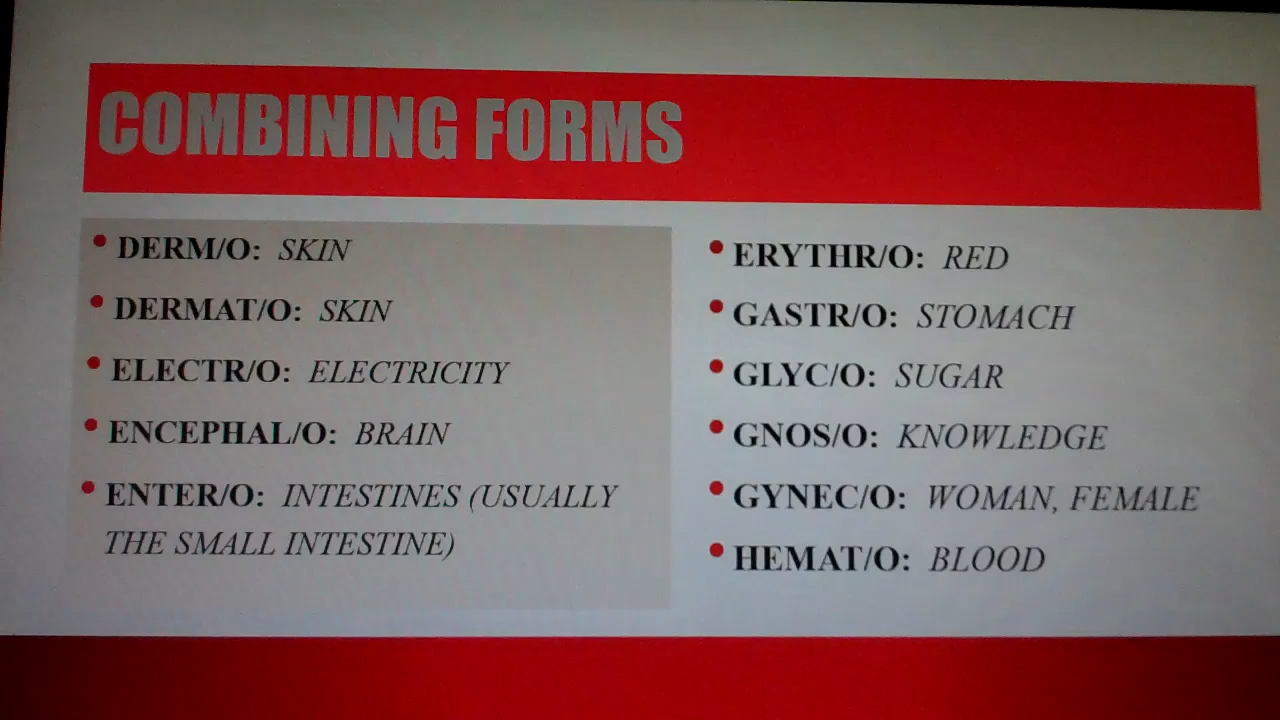 COMBINING FORMS
• DERM/O: SKIN
• DERMAT/O: SKIN
• ELECTR/O: ELECTRICITY
• ENCEPHAL/O: BRAIN
• ENTER/O: INTESTINES (USUALLY
THE SMALL INTESTINE)
• ERYTHR/O: RED
• GASTR/O: STOMACH
• GLYC/O: SUGAR
• GNOS/O: KNOWLEDGE
• GYNEC/O: WOMAN, FEMALE
• HEMAT/O: BLOOD